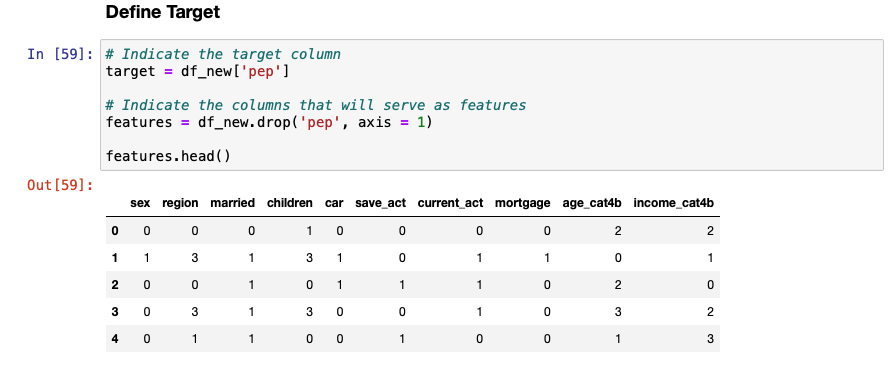 Define Target
In [59]: # Indicate the target column
target = df_new['pep']
# Indicate the columns that will serve as features
features = df_new.drop('pep', axis = 1)
features.head()
Out[59]:
sex region married children car save_act current_act mortgage age_cat4b income_cat4b
0 0 0 0 1 0 0 0 0 2 2
1 1 3 1 3 1 0 1 1 0 1
2 0 0 1 0 1 1 1 0 2 0
3 0 3 1 3 0 0 1 0 3 2
4 0 1 1 0 0 1 0 0 1 3